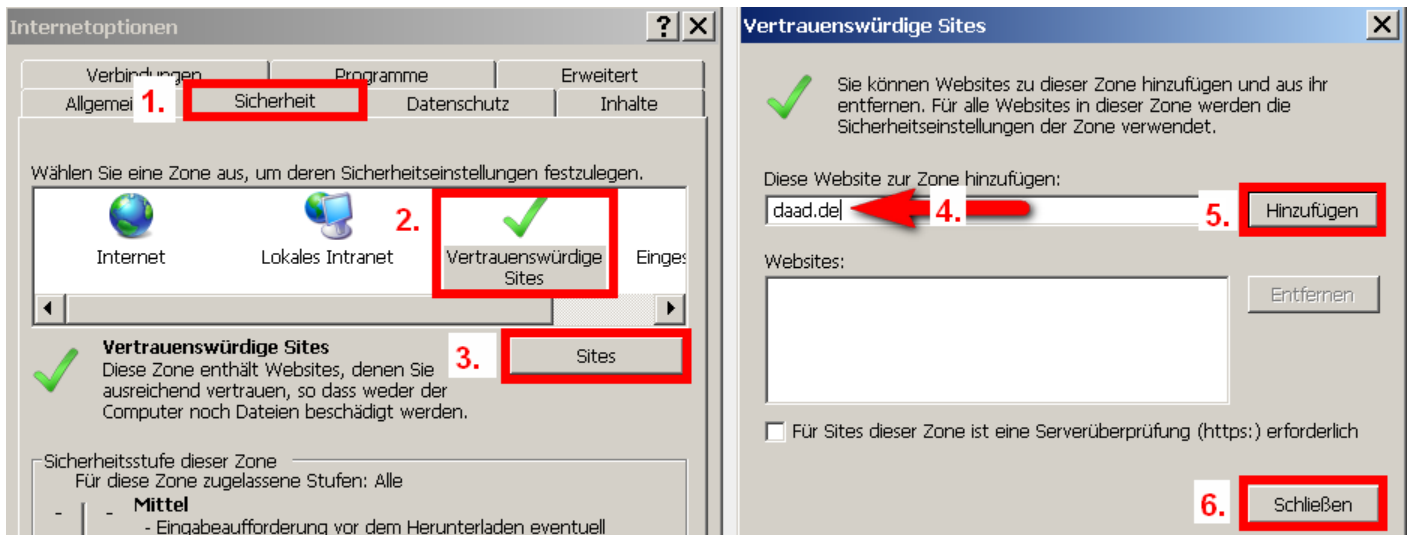 Internetoptionen
Verbindungen Programme Erweitert
Allgemei 1. Sicherheit Datenschutz Inhalte
Wählen Sie eine Zone aus, um deren Sicherheitseinstellungen festzulegen.
2.
Internet Lokales Intranet Vertrauenswürdige Einges
Sites
Vertrauenswürdige Sites
3. Sites
Diese Zone enthält Websites, denen Sie
ausreichend vertrauen, so dass weder der
Computer noch Dateien beschädigt werden.
Sicherheitsstufe dieser Zone
Für diese Zone zugelassene Stufen: Alle
Mittel
- Eingabeaufforderung vor dem Herunterladen eventuell
Vertrauenswürdige Sites
Sie können Websites zu dieser Zone hinzufügen und aus ihr
entfernen. Für alle Websites in dieser Zone werden die
Sicherheitseinstellungen der Zone verwendet.
Diese Website zur Zone hinzufügen:
daad.de 4. 5. Hinzufügen
Websites:
Entfernen
Für Sites dieser Zone ist eine Serverüberprüfung (https:) erforderlich
6. Schließen